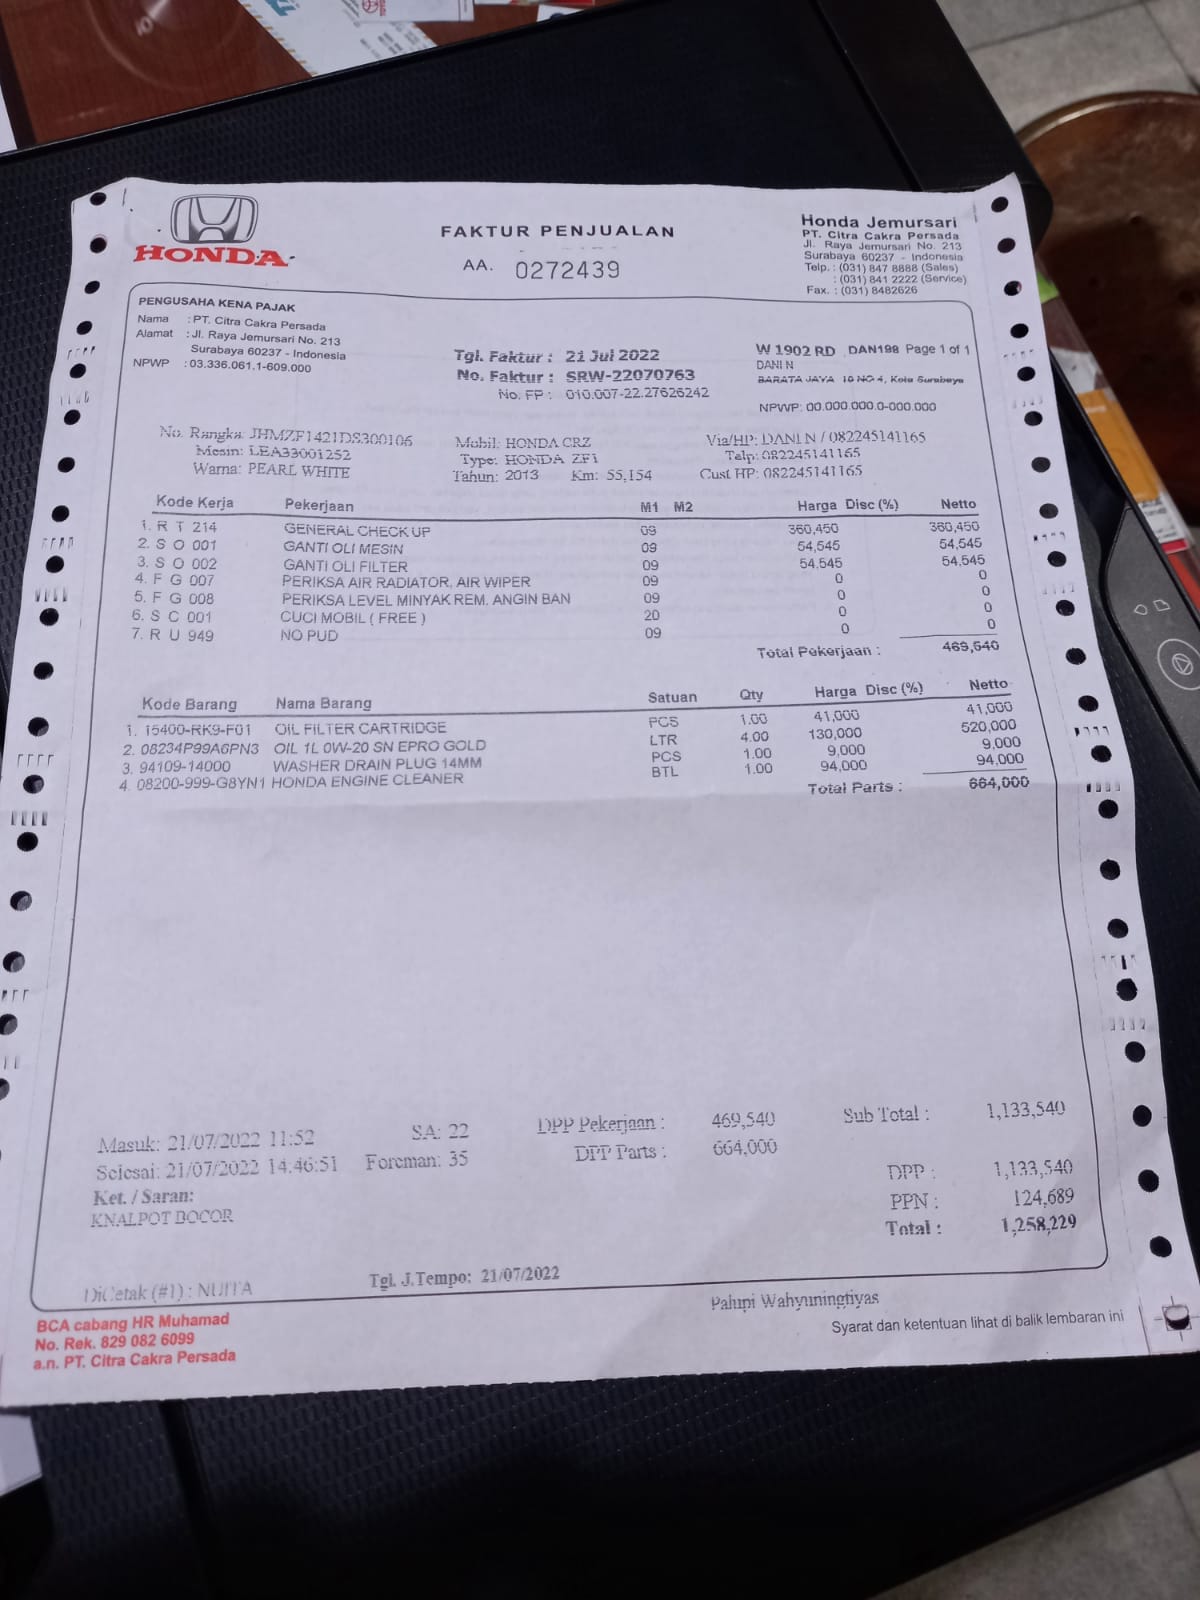 HONDA
FAKTUR PENJUALAN
AA. 0272439
Honda Jemursari
PT. Citra Cakra Persada
Jl. Raya Jemursari No. 213
Surabaya 60237 - Indonesia
Telp. : (031) 847 8888 (Sales)
: (031) 841 2222 (Service)
Fax. : (031) 8482626
PENGUSAHA KENA PAJAK
Nama : PT. Citra Cakra Persada
Alamat : Jl. Raya Jemursari No. 213
Surabaya 60237 - Indonesia
NPWP : 03.336.061.1-609.000
Tgl. Faktur : 21 Jul 2022
No. Faktur : SRW-22070763
No. FP : 010.007-22.27626242
W 1902 RD DAN198 Page 1 of 1
DANI N
BARATA JAYA 10 NO 4, Kota Surabaya
NPWP: 00.000.000.0-000.000
No. Rangka: JHMZF1421DS300106
Mesin: LEA33001252
Warna: PEARL WHITE
Mobil: HONDA CRZ
Type: HONDA ZF1
Tahun: 2013 Km: 55,154
Via/HP: DANI N / 082245141165
Telp: 082245141165
Cust HP: 082245141165
Kode Kerja Pekerjaan M1 M2 Harga Disc (%) Netto
1. R T 214 GENERAL CHECK UP 09 360,450 360,450
2. S O 001 GANTI OLI MESIN 09 54,545 54,545
3. S O 002 GANTI OLI FILTER 09 54,545 54,545
4. F G 007 PERIKSA AIR RADIATOR, AIR WIPER 09 0 0
5. F G 008 PERIKSA LEVEL MINYAK REM, ANGIN BAN 09 0 0
6. S C 001 CUCI MOBIL ( FREE ) 20 0 0
7. R U 949 NO PUD 09 0 0
Total Pekerjaan : 469,540
Kode Barang Nama Barang Satuan Qty Harga Disc (%) Netto
1. 15400-RK9-F01 OIL FILTER CARTRIDGE PCS 1.00 41,000 41,000
2. 08234P99A6PN3 OIL 1L 0W-20 SN EPRO GOLD LTR 4.00 130,000 520,000
3. 94109-14000 WASHER DRAIN PLUG 14MM PCS 1.00 9,000 9,000
4. 08200-999-G8YN1 HONDA ENGINE CLEANER BTL 1.00 94,000 94,000
Total Parts : 664,000
Masuk: 21/07/2022 11:52 SA: 22 DPP Pekerjaan : 469,540 Sub Total : 1,133,540
Selesai: 21/07/2022 14.46:51 Foreman: 35 DPP Parts : 664,000
DPP : 1,133,540
Ket. / Saran: PPN : 124,689
KNALPOT BOCOR Total : 1,258,229
DiCetak (#1) : NUITA Tgl. J.Tempo: 21/07/2022
Palupi Wahyuningtiyas
BCA cabang HR Muhamad
No. Rek. 829 082 6099
a.n. PT. Citra Cakra Persada
Syarat dan ketentuan lihat di balik lembaran ini